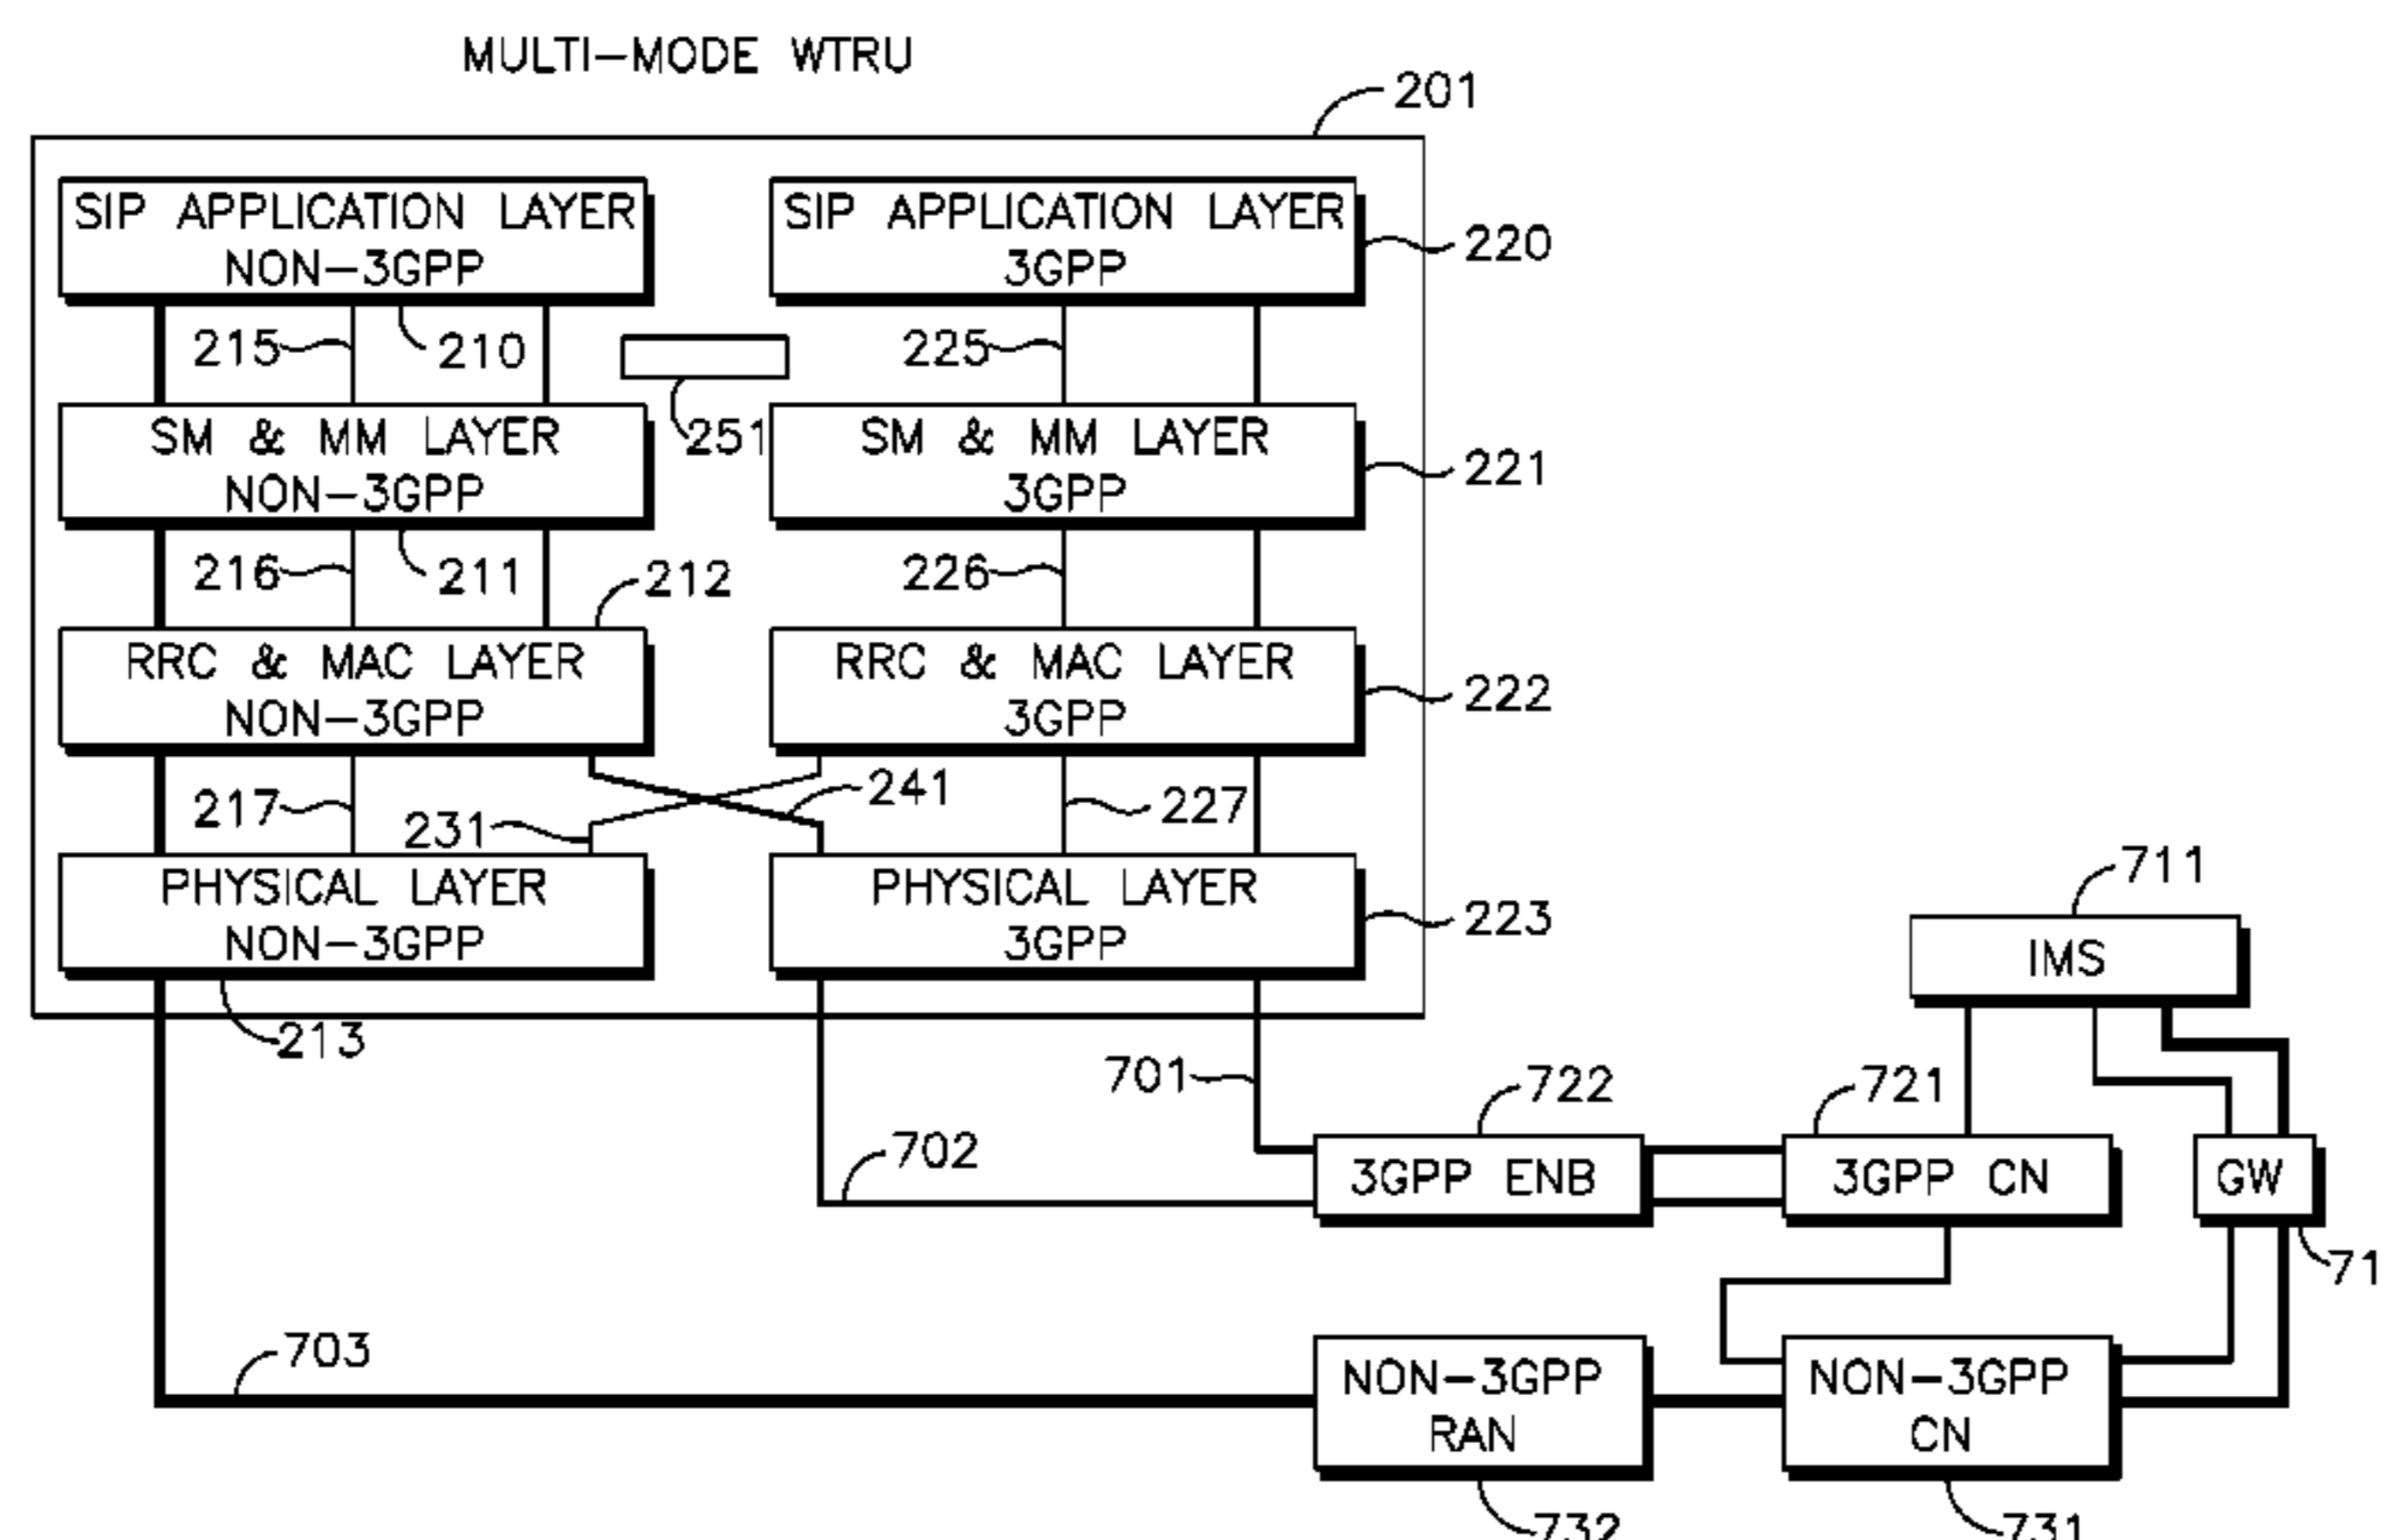 MULTI-MODE WTRU
201
SIP APPLICATION LAYER
NON-3GPP
SIP APPLICATION LAYER
3GPP
220
215
210
225
251
SM & MM LAYER
NON-3GPP
SM & MM LAYER
3GPP
221
216
211
212
226
RRC & MAC LAYER
NON-3GPP
RRC & MAC LAYER
3GPP
222
217
231
241
227
PHYSICAL LAYER
NON-3GPP
PHYSICAL LAYER
3GPP
223
711
IMS
213
701
722
721
702
3GPP ENB
3GPP CN
GW
71
703
NON-3GPP
RAN
NON-3GPP
CN
732
731